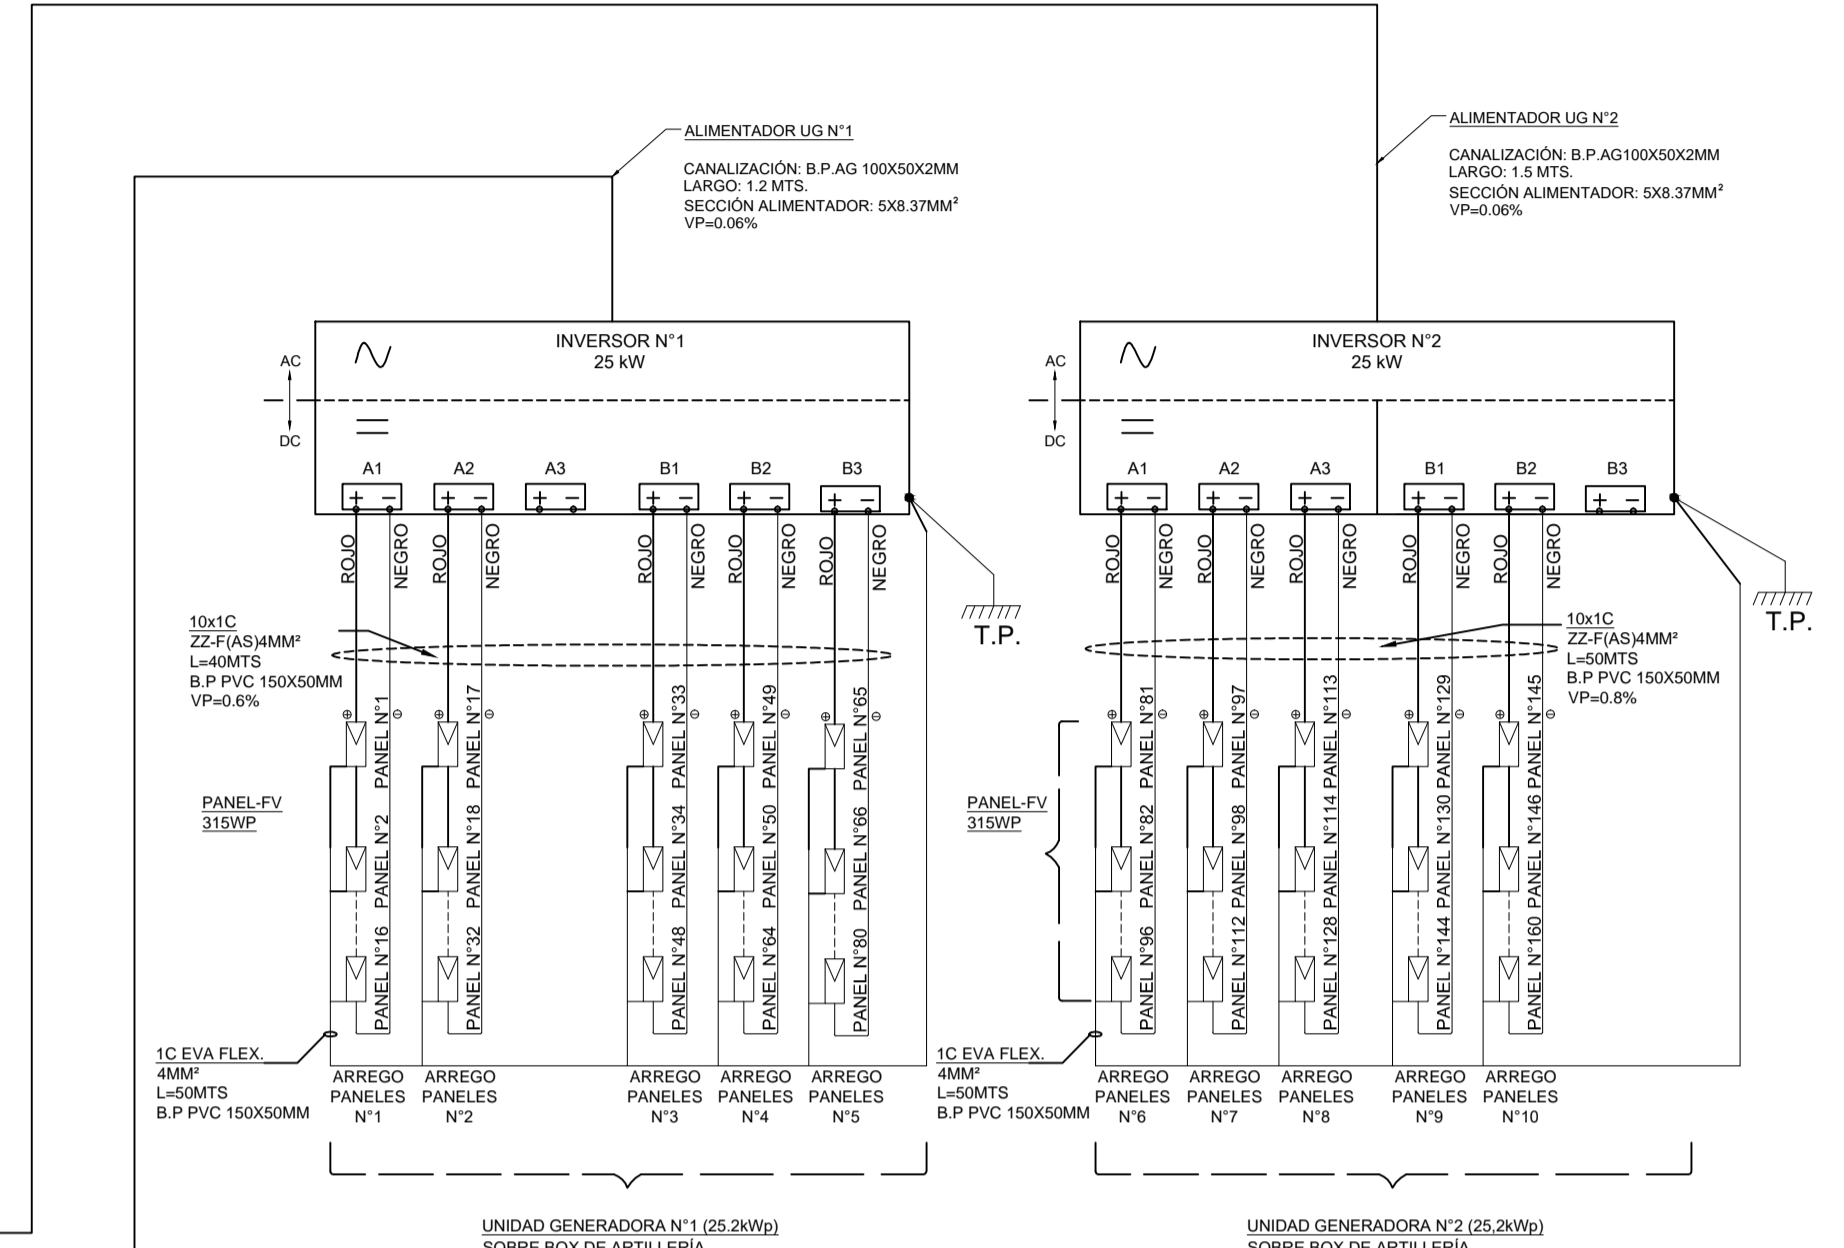 ALIMENTADOR UG N°1
CANALIZACIÓN: B.P.AG 100X50X2MM
LARGO: 1.2 MTS.
SECCIÓN ALIMENTADOR: 5X8.37MM²
VP=0.06%
ALIMENTADOR UG N°2
CANALIZACIÓN: B.P.AG100X50X2MM
LARGO: 1.5 MTS.
SECCIÓN ALIMENTADOR: 5X8.37MM²
VP=0.06%
INVERSOR N°1
25 kW
AC
DC
A1 A2 A3 B1 B2 B3
+ − + − + − + − + − + −
ROJO NEGRO ROJO NEGRO ROJO NEGRO ROJO NEGRO ROJO NEGRO
T.P.
10x1C
ZZ-F(AS)4MM²
L=40MTS
B.P PVC 150X50MM
VP=0.6%
PANEL-FV
315WP
PANEL N°1 PANEL N°17 PANEL N°33 PANEL N°49 PANEL N°65
PANEL N°2 PANEL N°18 PANEL N°34 PANEL N°50 PANEL N°66
PANEL N°16 PANEL N°32 PANEL N°48 PANEL N°64 PANEL N°80
1C EVA FLEX.
4MM²
L=50MTS
B.P PVC 150X50MM
ARREGO PANELES N°1
ARREGO PANELES N°2
ARREGO PANELES N°3
ARREGO PANELES N°4
ARREGO PANELES N°5
UNIDAD GENERADORA N°1 (25.2kWp)
SOBRE BOX DE ARTILLERÍA
INVERSOR N°2
25 kW
AC
DC
A1 A2 A3 B1 B2 B3
+ − + − + − + − + − + −
ROJO NEGRO ROJO NEGRO ROJO NEGRO ROJO NEGRO ROJO NEGRO
T.P.
10x1C
ZZ-F(AS)4MM²
L=50MTS
B.P PVC 150X50MM
VP=0.8%
PANEL-FV
315WP
PANEL N°81 PANEL N°97 PANEL N°113 PANEL N°129 PANEL N°145
PANEL N°82 PANEL N°98 PANEL N°114 PANEL N°130 PANEL N°146
PANEL N°96 PANEL N°112 PANEL N°128 PANEL N°144 PANEL N°160
1C EVA FLEX.
4MM²
L=50MTS
B.P PVC 150X50MM
ARREGO PANELES N°6
ARREGO PANELES N°7
ARREGO PANELES N°8
ARREGO PANELES N°9
ARREGO PANELES N°10
UNIDAD GENERADORA N°2 (25,2kWp)
SOBRE BOX DE ARTILLERÍA